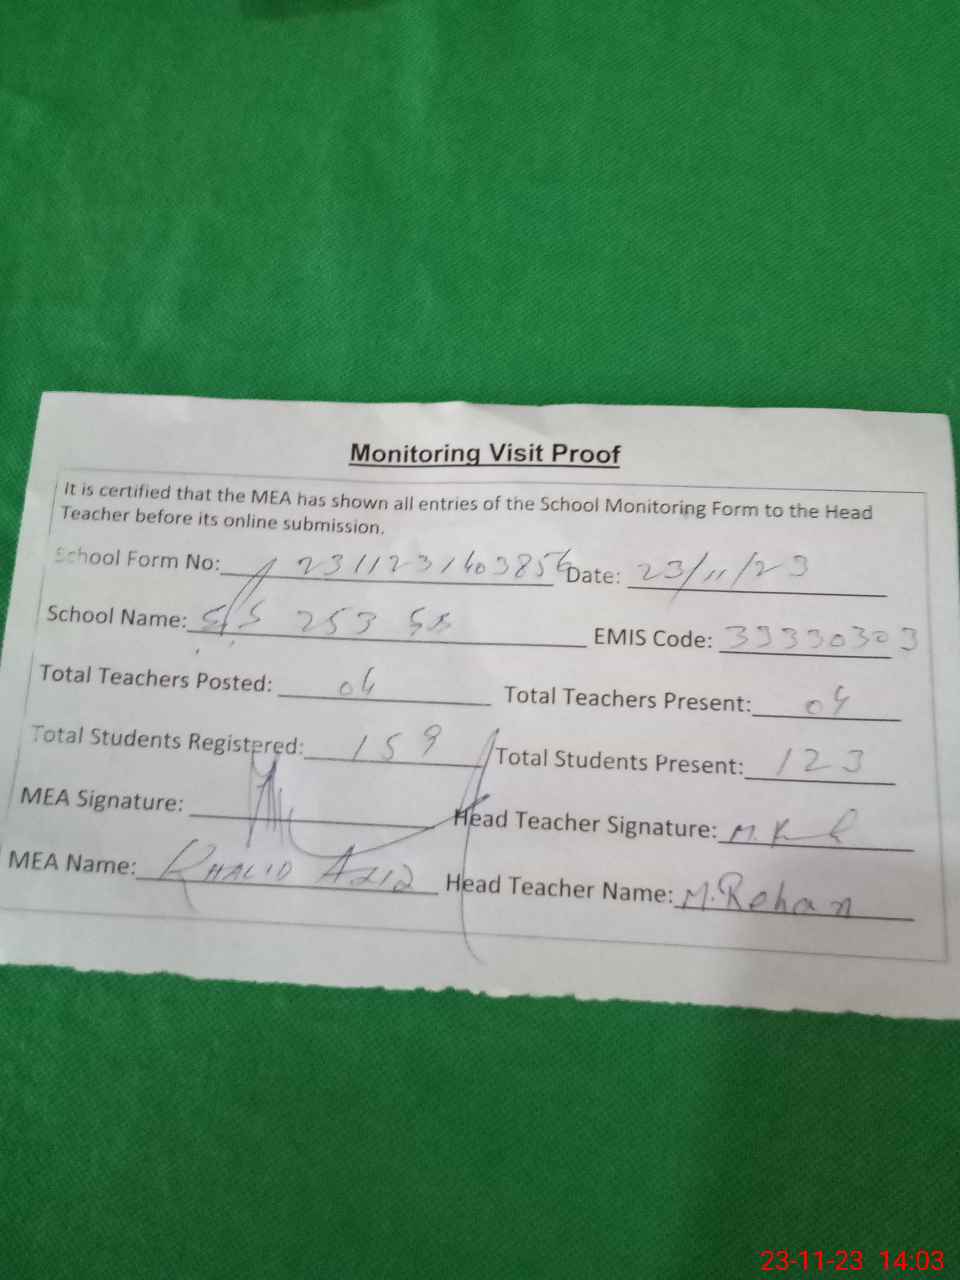 Monitoring Visit Proof
It is certified that the MEA has shown all entries of the School Monitoring Form to the Head
Teacher before its online submission.
School Form No: 2311231403856 Date: 23/11/23
School Name: 253 EMIS Code: 39330303
Total Teachers Posted: 04 Total Teachers Present: 04
Total Students Registered: 159 Total Students Present: 123
MEA Signature: Head Teacher Signature:
MEA Name: KHALID AZIZ Head Teacher Name: M.Rehan
23-11-23 14:03